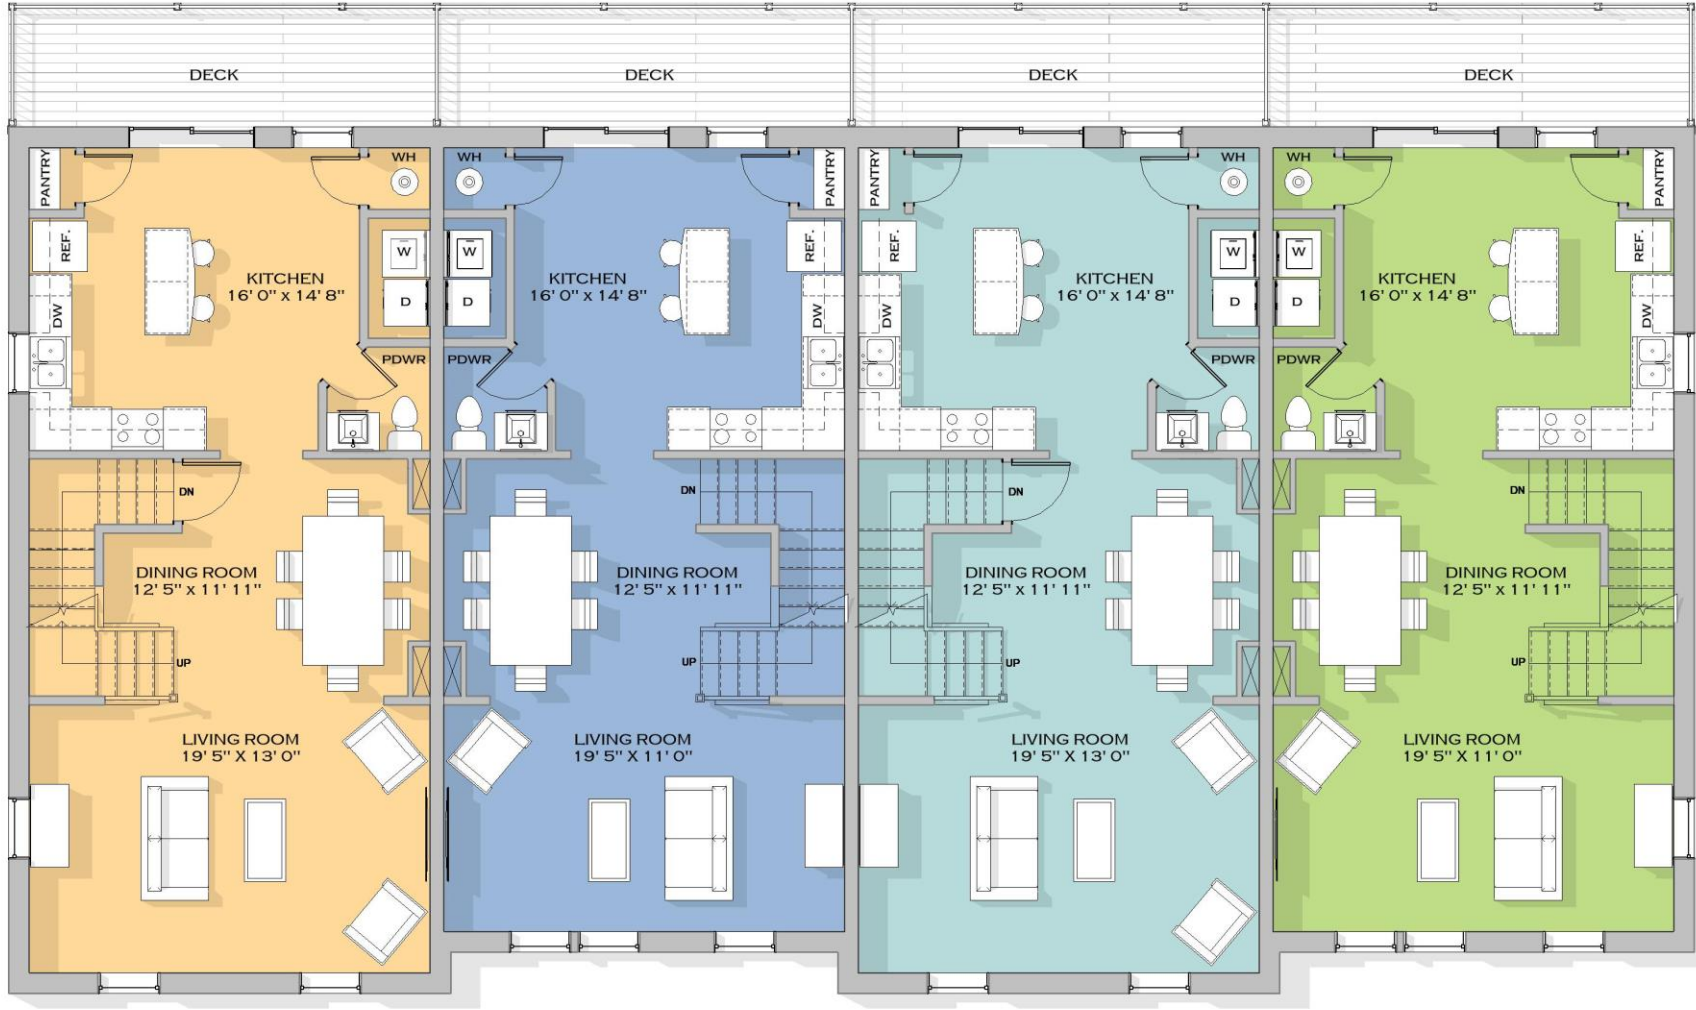 DECK
DECK
DECK
DECK
PANTRY
WH
WH
PANTRY
PANTRY
WH
WH
PANTRY
REF.
W
W
REF.
REF.
W
W
REF.
KITCHEN
16' 0" x 14' 8"
KITCHEN
16' 0" x 14' 8"
KITCHEN
16' 0" x 14' 8"
KITCHEN
16' 0" x 14' 8"
DW
D
D
DW
DW
D
D
DW
PDWR
PDWR
PDWR
PDWR
DN
DN
DN
DN
DINING ROOM
12' 5" x 11' 11"
DINING ROOM
12' 5" x 11' 11"
DINING ROOM
12' 5" x 11' 11"
DINING ROOM
12' 5" x 11' 11"
UP
UP
UP
UP
LIVING ROOM
19' 5" X 13' 0"
LIVING ROOM
19' 5" X 11' 0"
LIVING ROOM
19' 5" X 13' 0"
LIVING ROOM
19' 5" X 11' 0"